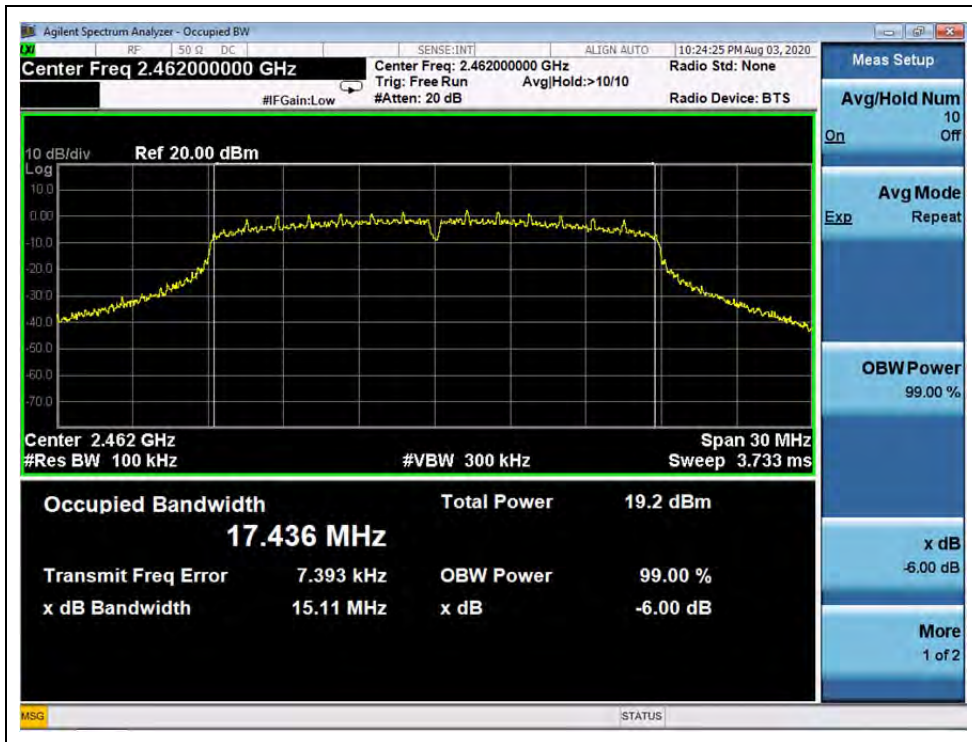 Agilent Spectrum Analyzer - Occupied BW
LXI RF 50 Ω DC SENSE:INT ALIGN AUTO 10:24:25 PM Aug 03, 2020
Center Freq 2.462000000 GHz
Center Freq: 2.462000000 GHz Radio Std: None
Trig: Free Run Avg|Hold:>10/10
#IFGain:Low #Atten: 20 dB Radio Device: BTS
10 dB/div Ref 20.00 dBm
Log
10.0
0.00
-10.0
-20.0
-30.0
-40.0
-50.0
-60.0
-70.0
Center 2.462 GHz Span 30 MHz
#Res BW 100 kHz #VBW 300 kHz Sweep 3.733 ms
Occupied Bandwidth Total Power 19.2 dBm
17.436 MHz
Transmit Freq Error 7.393 kHz OBW Power 99.00 %
x dB Bandwidth 15.11 MHz x dB -6.00 dB
Meas Setup
Avg/Hold Num
10
On Off
Avg Mode
Exp Repeat
OBW Power
99.00 %
x dB
-6.00 dB
More
1 of 2
MSG STATUS